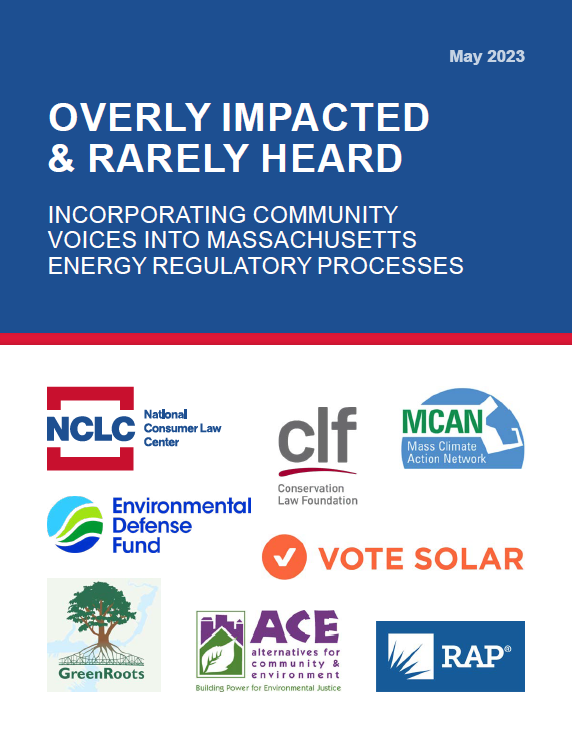 May 2023
OVERLY IMPACTED
& RARELY HEARD
INCORPORATING COMMUNITY
VOICES INTO MASSACHUSETTS
ENERGY REGULATORY PROCESSES
NCLC
National
Consumer Law
Center
clf
Conservation
Law Foundation
MCAN
Mass Climate
Action Network
Environmental
Defense
Fund
VOTE SOLAR
GreenRoots
ACE
alternatives for
community &
environment
Building Power for Environmental Justice
RAP®